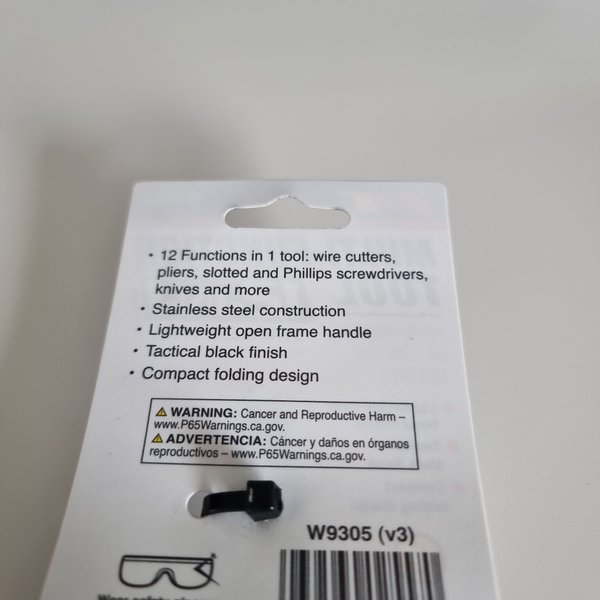 • 12 Functions in 1 tool: wire cutters,
pliers, slotted and Phillips screwdrivers,
knives and more
• Stainless steel construction
• Lightweight open frame handle
• Tactical black finish
• Compact folding design
⚠ WARNING: Cancer and Reproductive Harm –
www.P65Warnings.ca.gov.
⚠ ADVERTENCIA: Cáncer y daños en órganos
reproductivos – www.P65Warnings.ca.gov.
W9305 (v3)
Wear safety